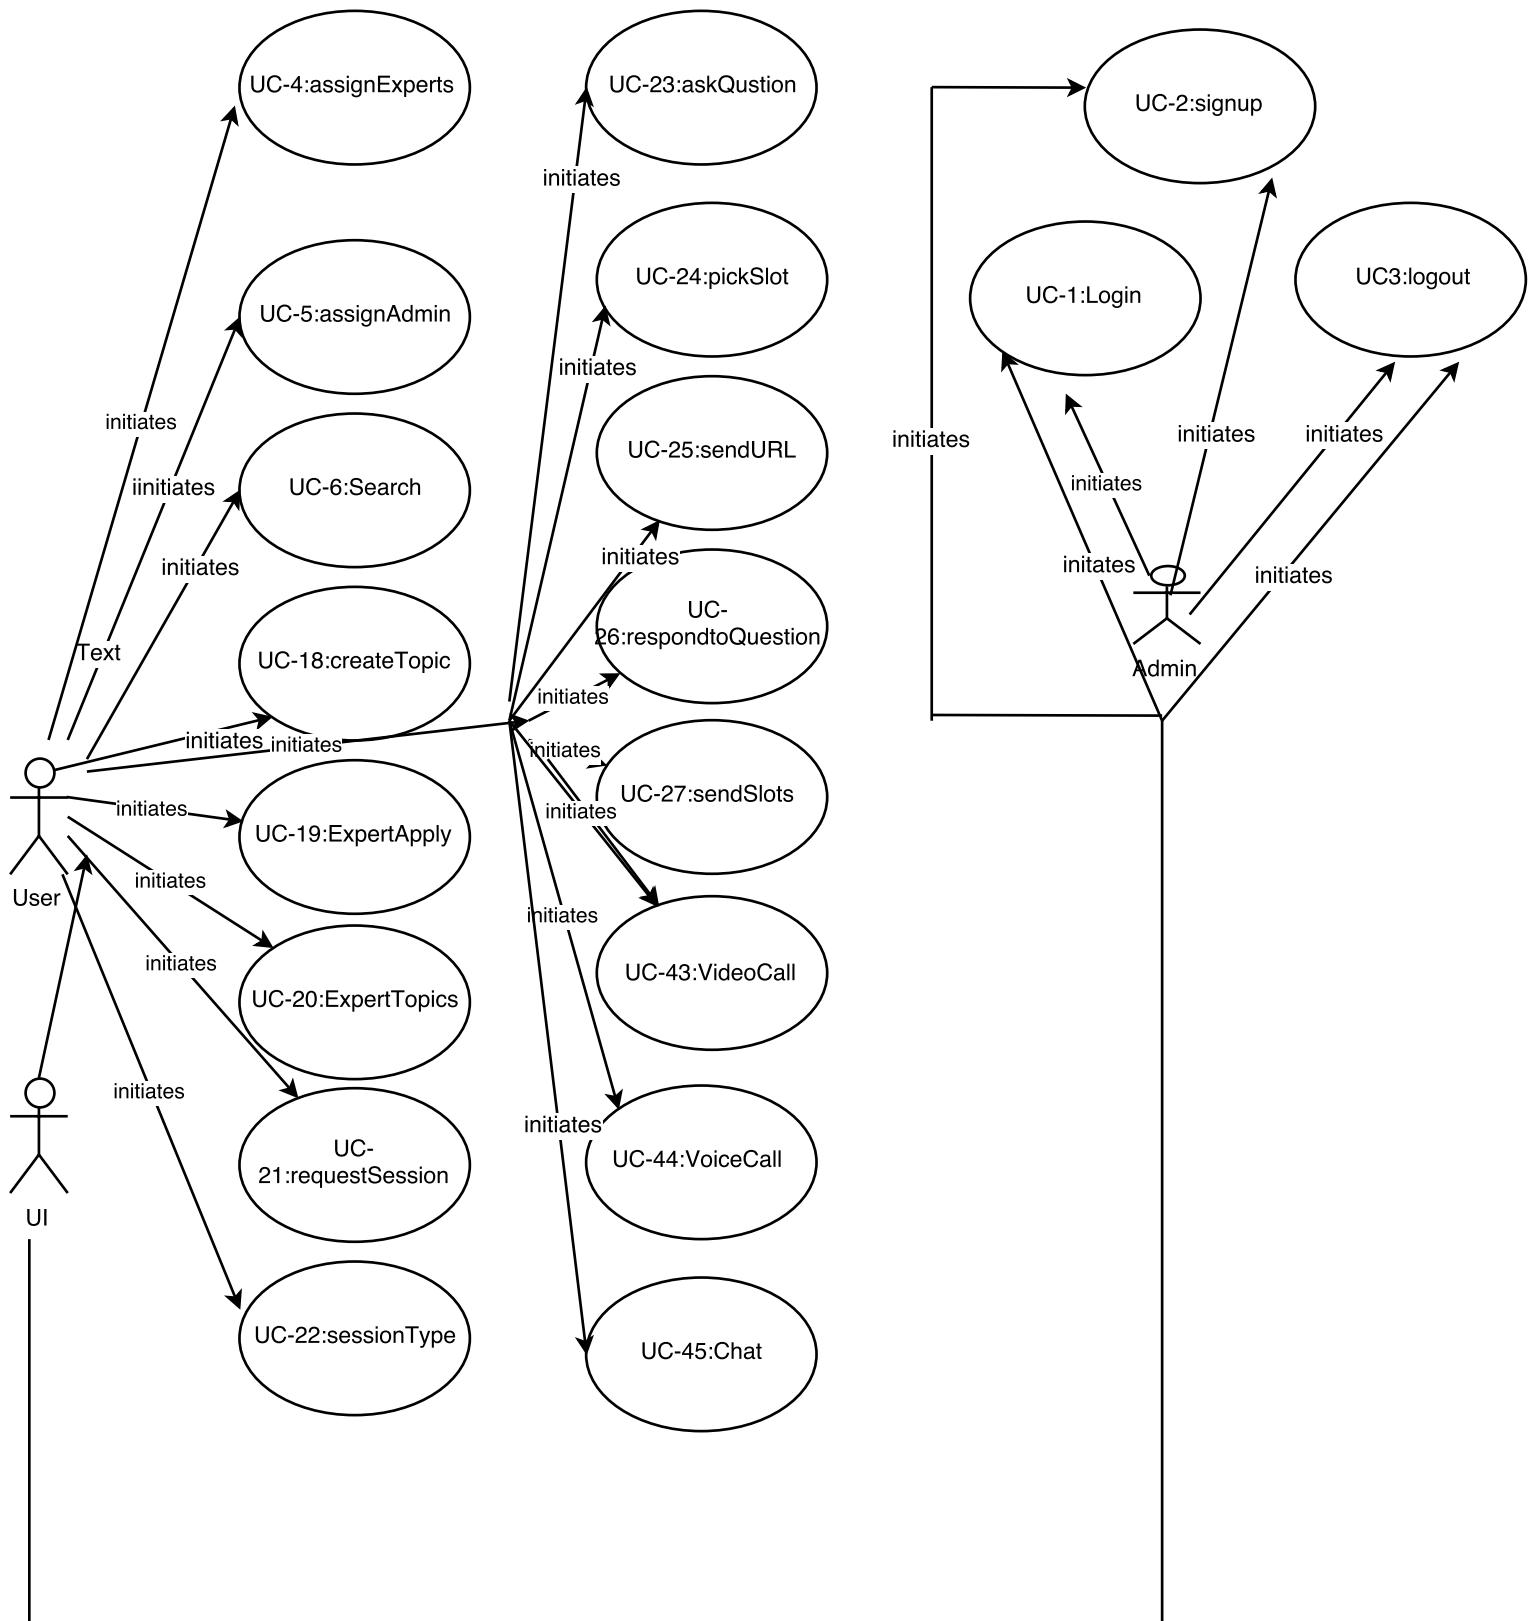 UC-4:assignExperts
UC-5:assignAdmin
UC-6:Search
UC-18:createTopic
UC-19:ExpertApply
UC-20:ExpertTopics
UC-
21:requestSession
UC-22:sessionType
initiates
iinitiates
initiates
Text
initiates
initiates
initiates
initiates
initiates
initiates
User
UI
UC-23:askQustion
UC-24:pickSlot
UC-25:sendURL
UC-
26:respondtoQuestion
UC-27:sendSlots
UC-43:VideoCall
UC-44:VoiceCall
UC-45:Chat
initiates
initiates
initiates
initiates
initiates
initiates
initiates
initiates
UC-2:signup
UC-1:Login
UC3:logout
initiates
initiates
initiates
initiates
initates
initiates
Admin